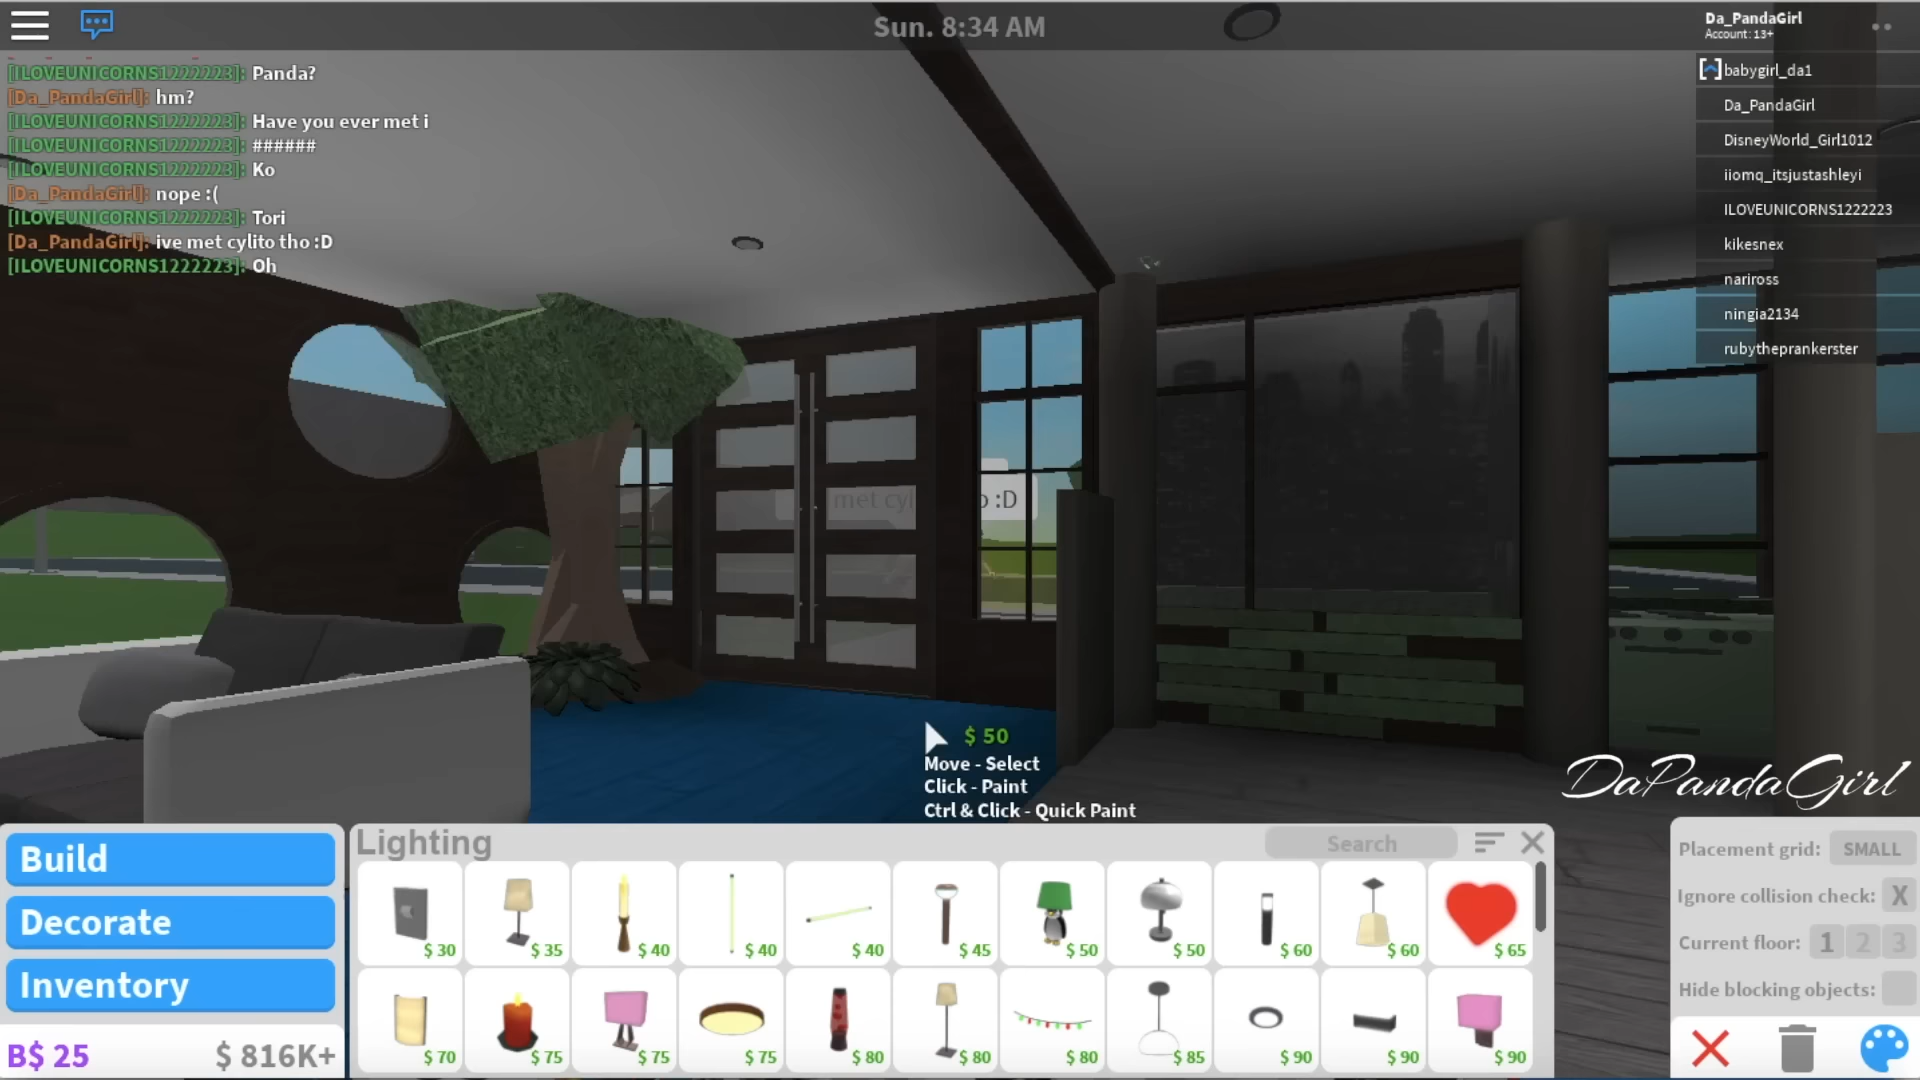 Sun. 8:34 AM
Da_PandaGirl
Account: 13+
[ILOVEUNICORNS1222223]: Panda?
[Da_PandaGirl]: hm?
[ILOVEUNICORNS1222223]: Have you ever met i
[ILOVEUNICORNS1222223]: ######
[ILOVEUNICORNS1222223]: Ko
[Da_PandaGirl]: nope :(
[ILOVEUNICORNS1222223]: Tori
[Da_PandaGirl]: ive met cylito tho :D
[ILOVEUNICORNS1222223]: Oh
babygirl_da1
Da_PandaGirl
DisneyWorld_Girl1012
iiomq_itsjustashleyi
ILOVEUNICORNS1222223
kikesnex
nariross
ningia2134
rubytheprankerster
met cyl o :D
$ 50
Move - Select
Click - Paint
Ctrl & Click - Quick Paint
DaPandaGirl
Build
Decorate
Inventory
B$ 25 $ 816K+
Lighting Search
$ 30 $ 35 $ 40 $ 40 $ 40 $ 45 $ 50 $ 50 $ 60 $ 60 $ 65
$ 70 $ 75 $ 75 $ 75 $ 80 $ 80 $ 80 $ 85 $ 90 $ 90 $ 90
Placement grid: SMALL
Ignore collision check: X
Current floor: 1 2 3
Hide blocking objects: